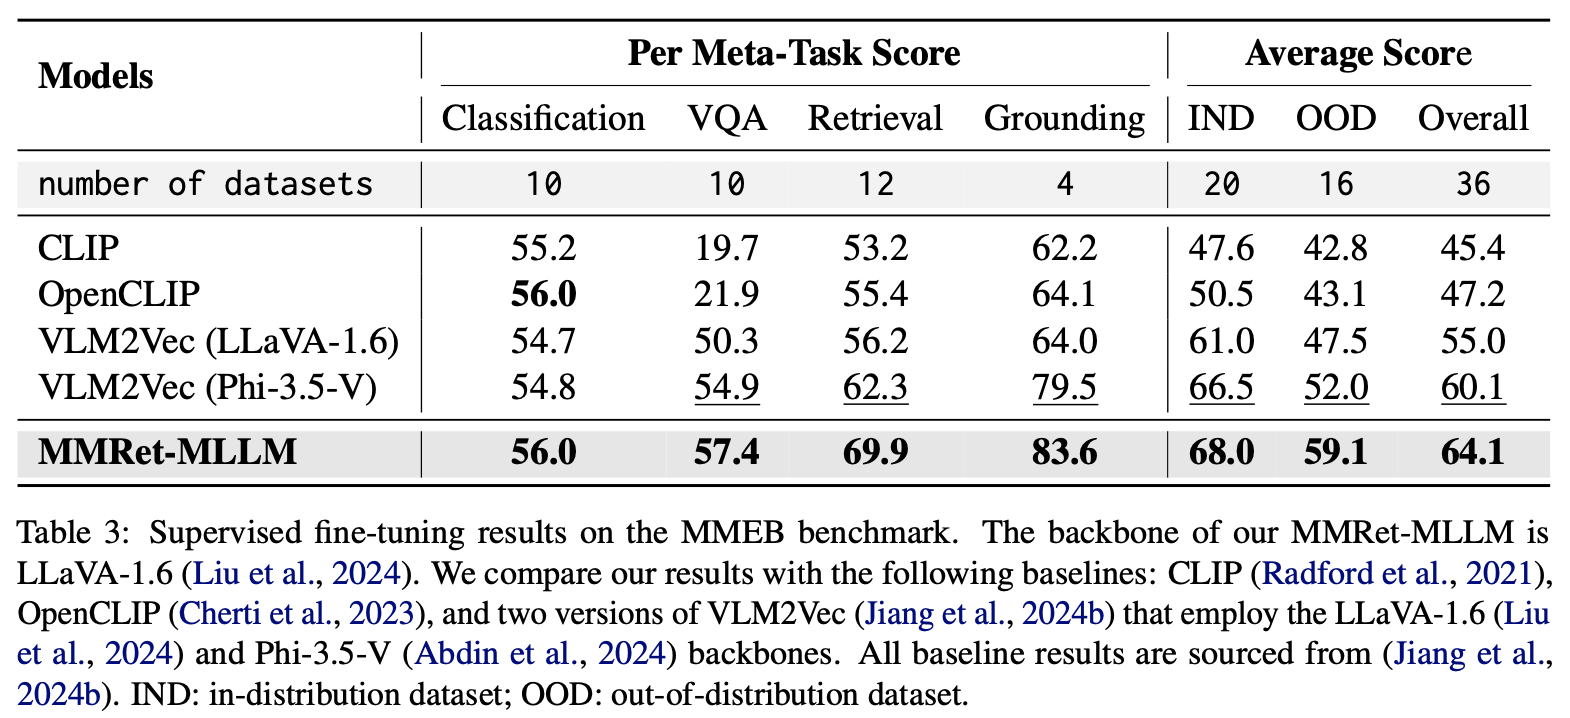 Models Per Meta-Task Score Average Score
Classification VQA Retrieval Grounding IND OOD Overall
number of datasets 10 10 12 4 20 16 36
CLIP 55.2 19.7 53.2 62.2 47.6 42.8 45.4
OpenCLIP 56.0 21.9 55.4 64.1 50.5 43.1 47.2
VLM2Vec (LLaVA-1.6) 54.7 50.3 56.2 64.0 61.0 47.5 55.0
VLM2Vec (Phi-3.5-V) 54.8 54.9 62.3 79.5 66.5 52.0 60.1
MMRet-MLLM 56.0 57.4 69.9 83.6 68.0 59.1 64.1
Table 3: Supervised fine-tuning results on the MMEB benchmark. The backbone of our MMRet-MLLM is
LLaVA-1.6 (Liu et al., 2024). We compare our results with the following baselines: CLIP (Radford et al., 2021),
OpenCLIP (Cherti et al., 2023), and two versions of VLM2Vec (Jiang et al., 2024b) that employ the LLaVA-1.6 (Liu
et al., 2024) and Phi-3.5-V (Abdin et al., 2024) backbones. All baseline results are sourced from (Jiang et al.,
2024b). IND: in-distribution dataset; OOD: out-of-distribution dataset.